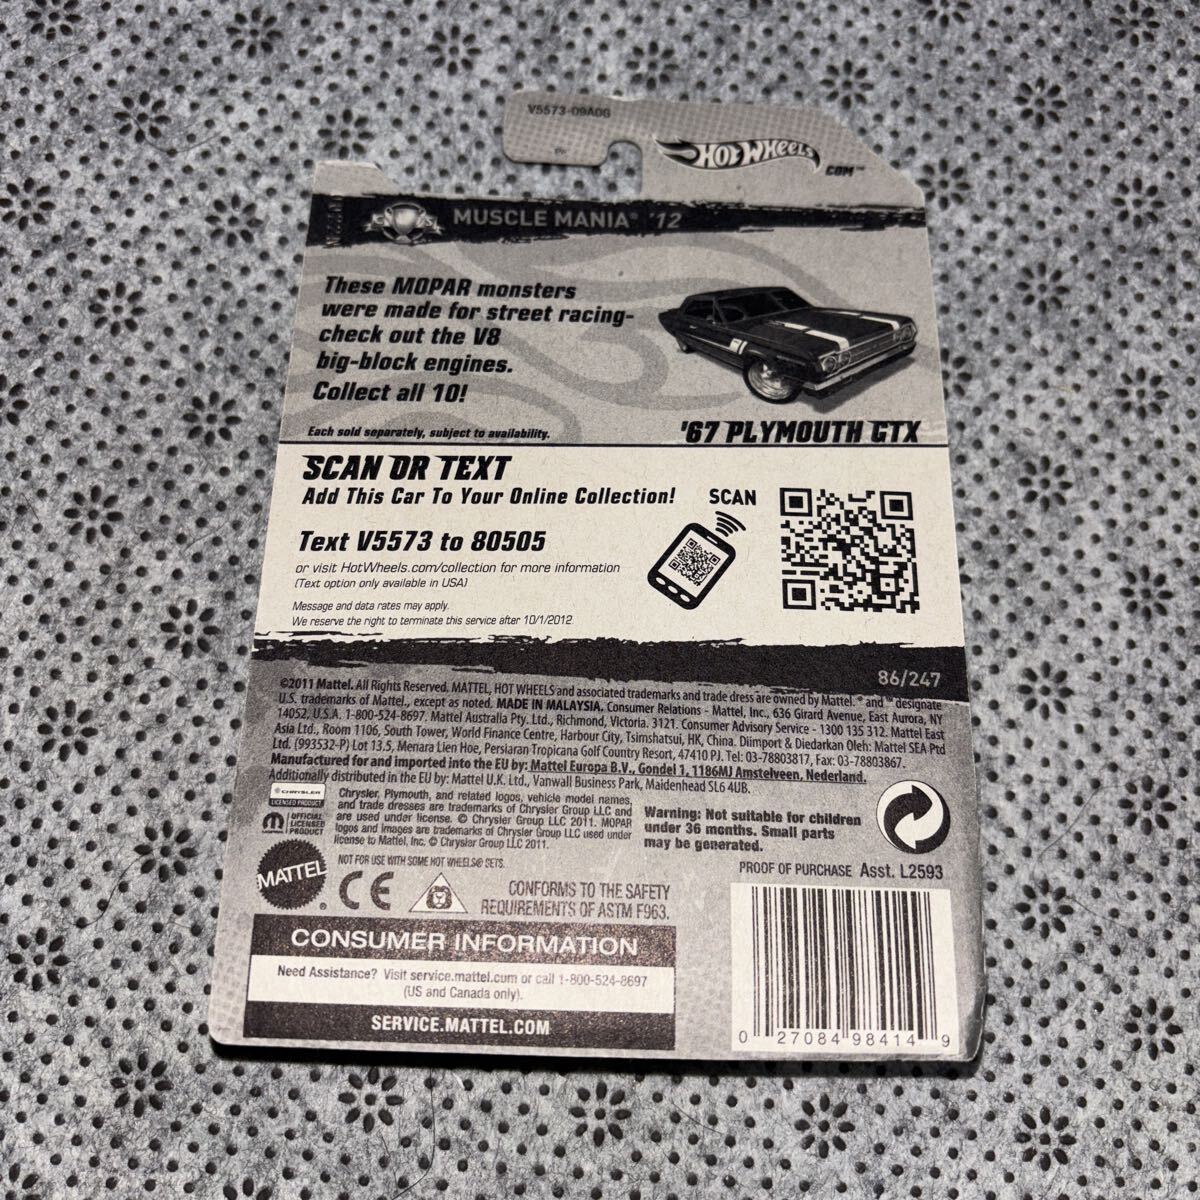 V5573-09A0G
HOT WHEELS
.COM™
MUSCLE MANIA® '12
These MOPAR monsters
were made for street racing-
check out the V8
big-block engines.
Collect all 10!
Each sold separately, subject to availability.
'67 PLYMOUTH GTX
SCAN OR TEXT
Add This Car To Your Online Collection!
SCAN
Text V5573 to 80505
or visit HotWheels.com/collection for more information
(Text option only available in USA)
Message and data rates may apply.
We reserve the right to terminate this service after 10/1/2012
86/247
©2011 Mattel. All Rights Reserved. MATTEL, HOT WHEELS and associated trademarks and trade dress are owned by Mattel. ® and ™ designate
U.S. trademarks of Mattel, except as noted. MADE IN MALAYSIA. Consumer Relations - Mattel, Inc., 636 Girard Avenue, East Aurora, NY
14052, U.S.A. 1-800-524-8697. Mattel Australia Pty. Ltd., Richmond, Victoria. 3121. Consumer Advisory Service - 1300 135 312. Mattel East
Asia Ltd., Room 1106, South Tower, World Finance Centre, Harbour City, Tsimshatsui, HK, China. Diimport & Diedarkan Oleh: Mattel SEA Ptd
Ltd. (993532-P) Lot 13.5, Menara Lien Hoe, Persiaran Tropicana Golf Country Resort, 47410 PJ. Tel: 03-78803817, Fax: 03-78803867.
Manufactured for and imported into the EU by: Mattel Europa B.V., Gondel 1, 1186MJ Amstelveen, Nederland.
Additionally distributed in the EU by: Mattel U.K. Ltd., Vanwall Business Park, Maidenhead SL6 4UB.
CHRYSLER
LICENSED PRODUCT
OFFICIAL
LICENSED
PRODUCT
Chrysler, Plymouth, and related logos, vehicle model names,
and trade dresses are trademarks of Chrysler Group LLC and
are used under license. © Chrysler Group LLC 2011. MOPAR
logos and images are trademarks of Chrysler Group LLC used under
license to Mattel, Inc. © Chrysler Group LLC 2011.
Warning: Not suitable for children
under 36 months. Small parts
may be generated.
NOT FOR USE WITH SOME HOT WHEELS® SETS.
PROOF OF PURCHASE Asst. L2593
MATTEL
CE
CONFORMS TO THE SAFETY
REQUIREMENTS OF ASTM F963.
CONSUMER INFORMATION
Need Assistance? Visit service.mattel.com or call 1-800-524-8697
(US and Canada only).
SERVICE.MATTEL.COM
0 27084 98414 9